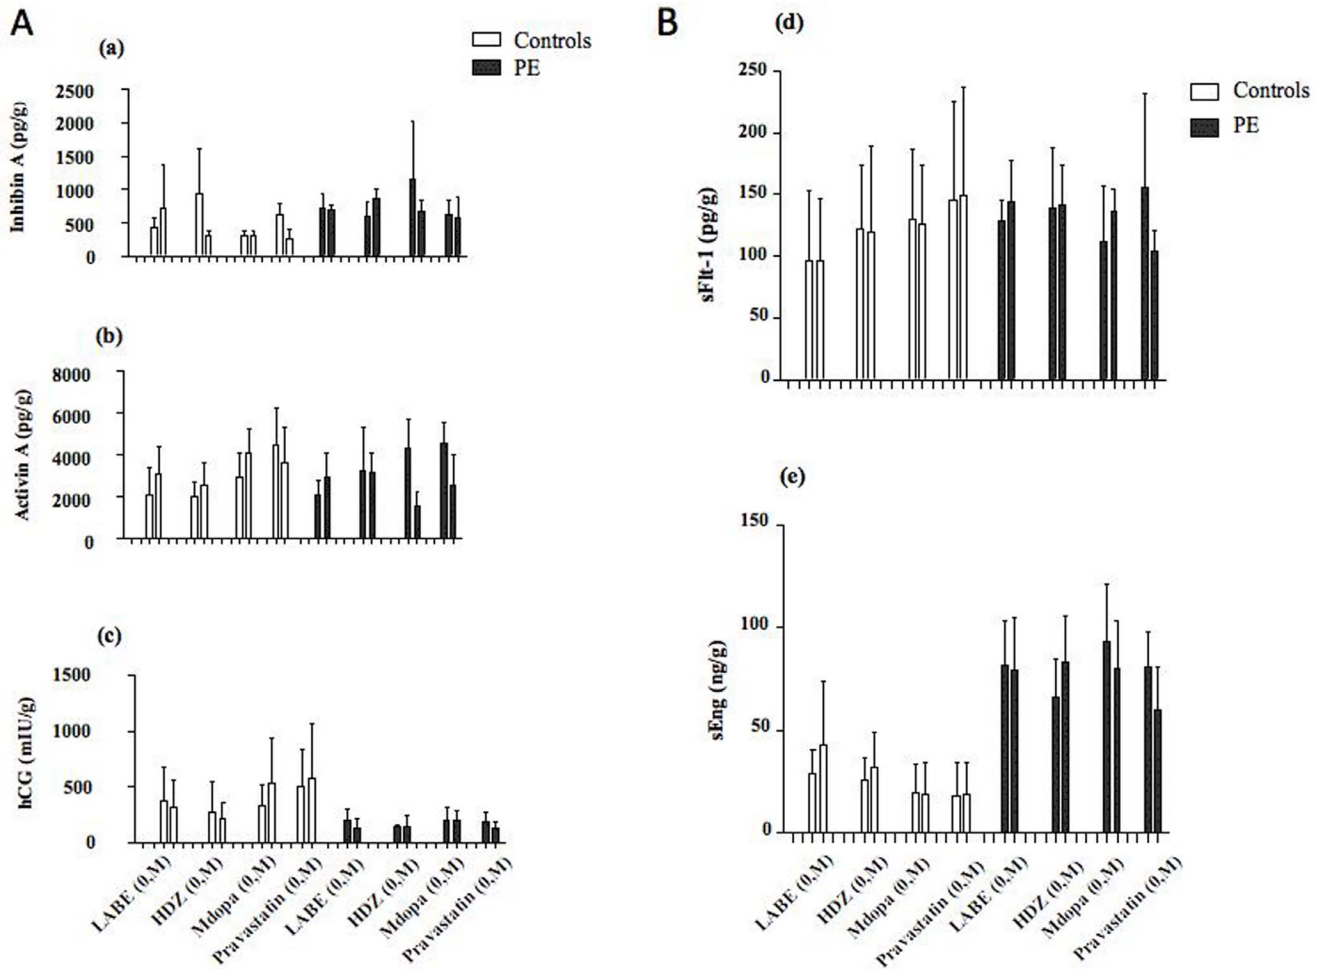 A
(a)
Controls
PE
2500
2000
1500
1000
500
0
Inhibin A (pg/g)
(b)
8000
6000
4000
2000
0
Activin A (pg/g)
(c)
1500
1000
500
0
hCG (mIU/g)
LABE (0,M)
HDZ (0,M)
Mdopa (0,M)
Pravastatin (0,M)
LABE (0,M)
HDZ (0,M)
Mdopa (0,M)
Pravastatin (0,M)
B
(d)
Controls
PE
250
200
150
100
50
0
sFlt-1 (pg/g)
(e)
150
100
50
0
sEng (ng/g)
LABE (0,M)
HDZ (0,M)
Mdopa (0,M)
Pravastatin (0,M)
LABE (0,M)
HDZ (0,M)
Mdopa (0,M)
Pravastatin (0,M)